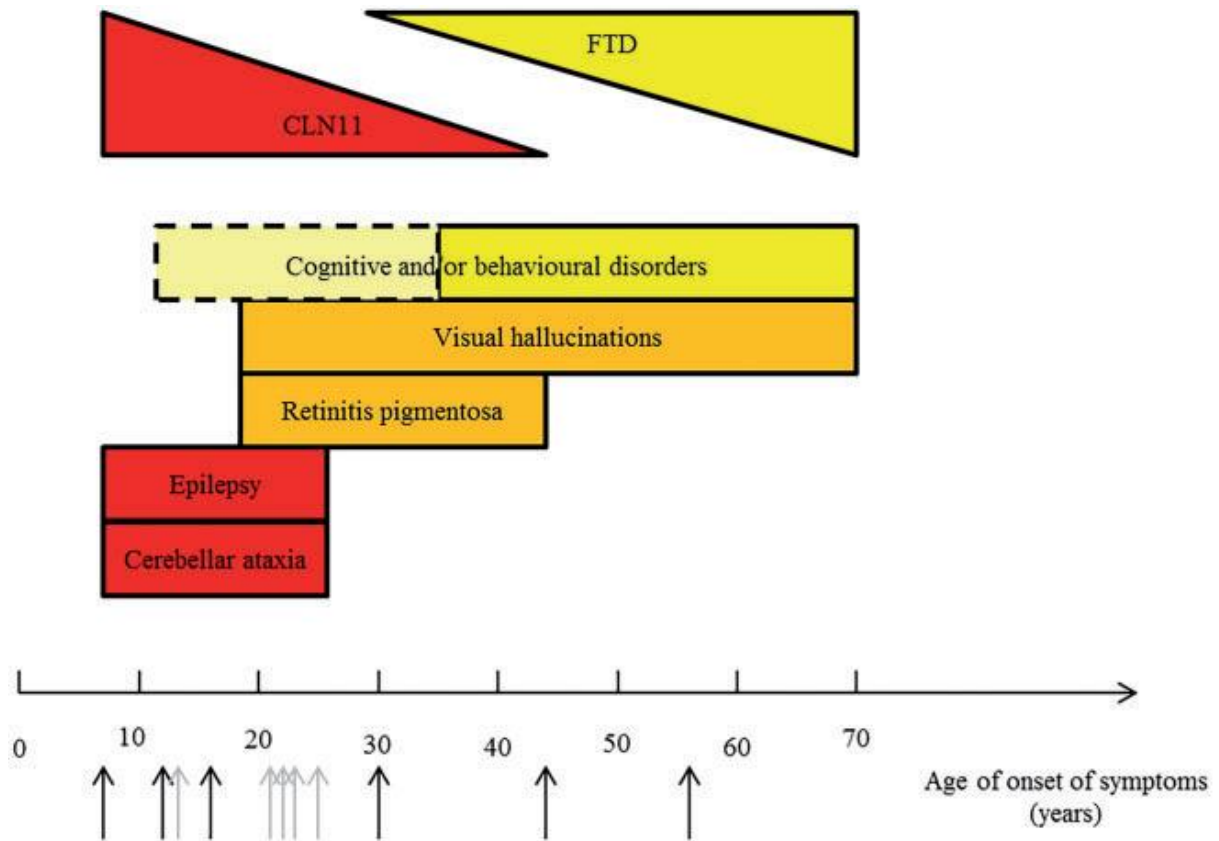 FTD
CLN11
Cognitive and/or behavioural disorders
Visual hallucinations
Retinitis pigmentosa
Epilepsy
Cerebellar ataxia
0 10 20 30 40 50 60 70
Age of onset of symptoms
(years)